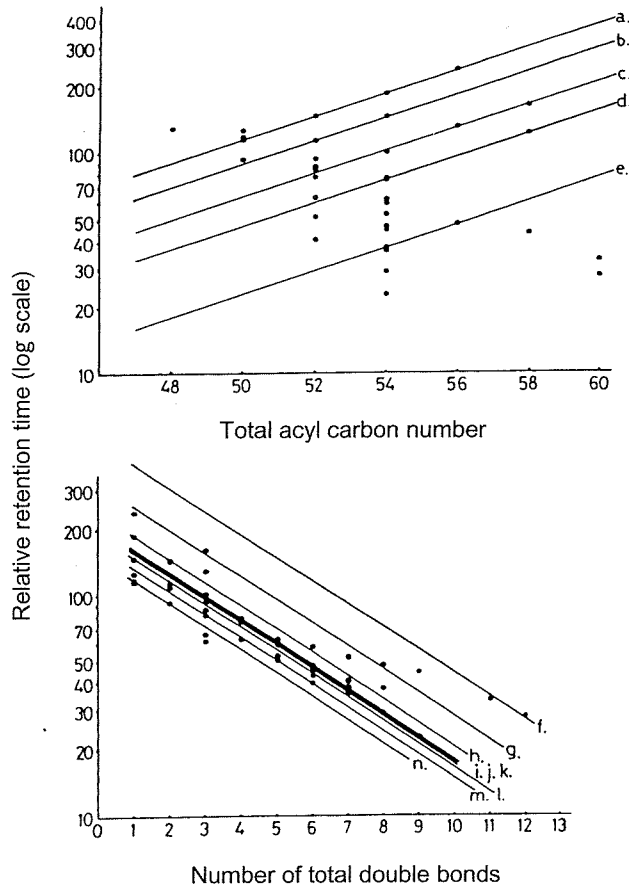 400
300
200
100
70
50
40
30
20
10
48 50 52 54 56 58 60
a.
b.
c.
d.
e.
Total acyl carbon number
Relative retention time (log scale)
300
200
100
70
50
40
30
20
10
0 1 2 3 4 5 6 7 8 9 10 11 12 13
f.
g.
h.
i. j. k.
l.
m.
n.
Number of total double bonds